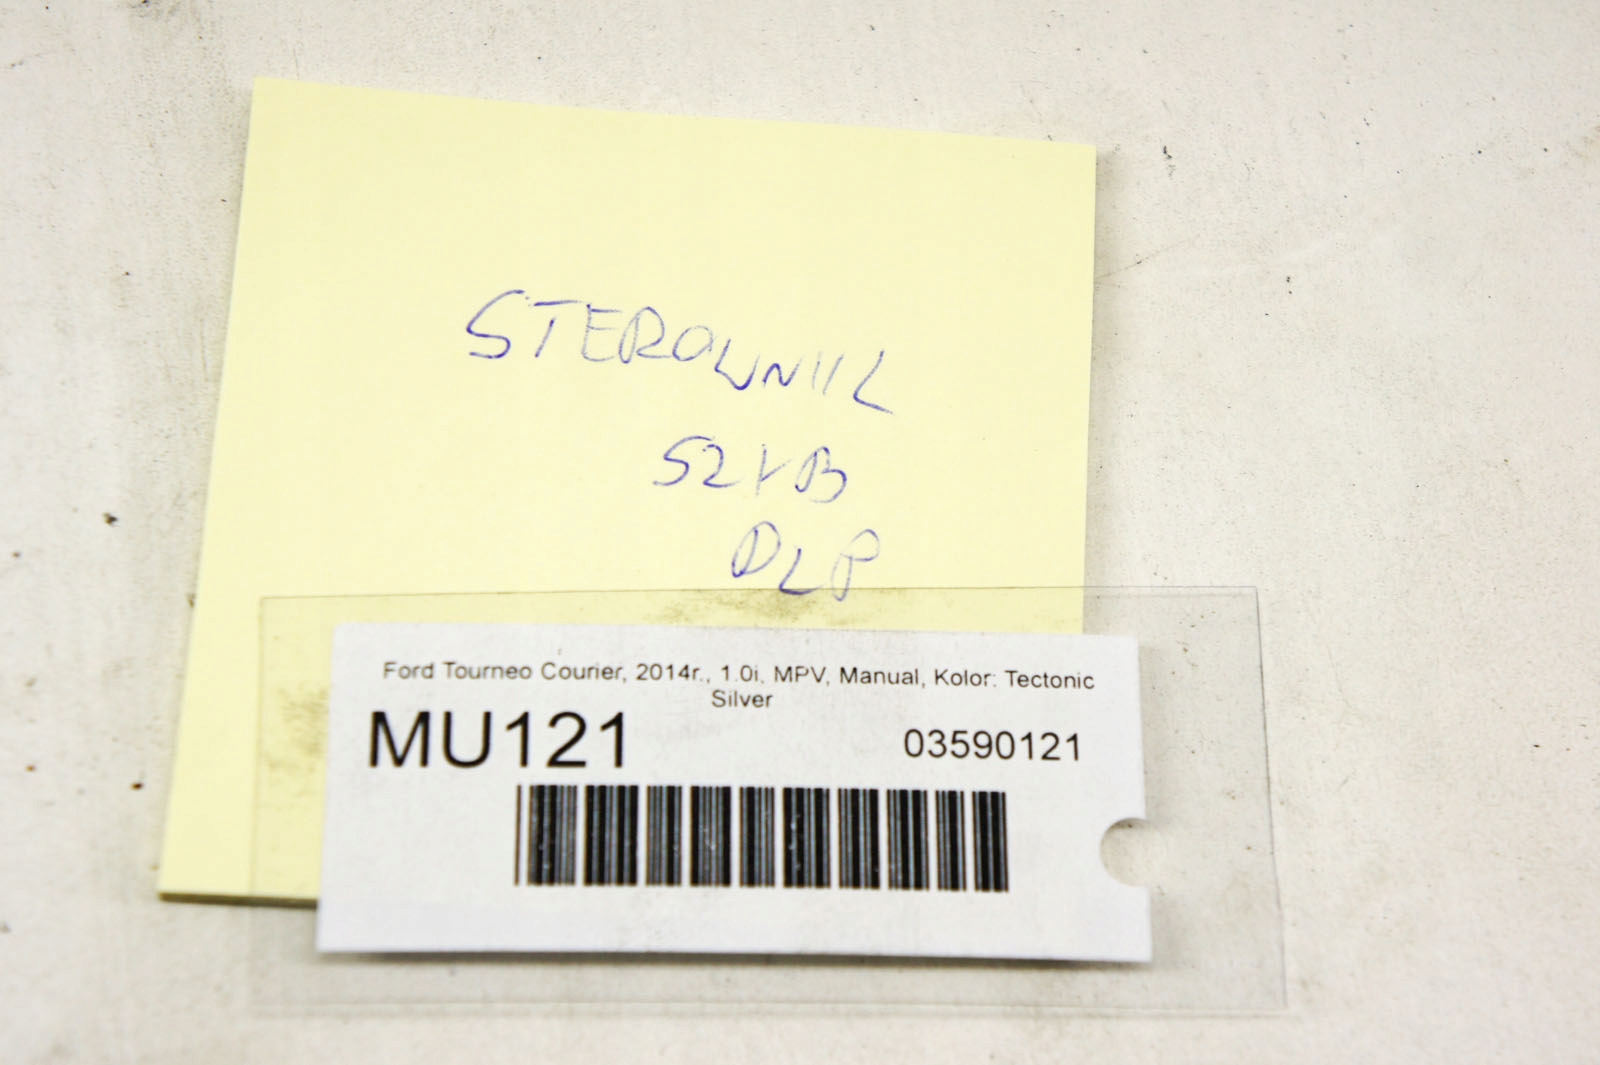 STEROWNIK
SZYB
DLP
Ford Tourneo Courier, 2014r., 1.0i, MPV, Manual, Kolor: Tectonic
Silver
MU121
03590121